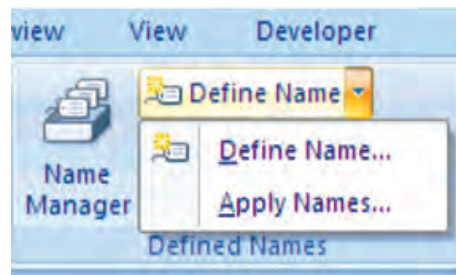 view View Developer
Define Name
Define Name...
Apply Names...
Name
Manager
Defined Names